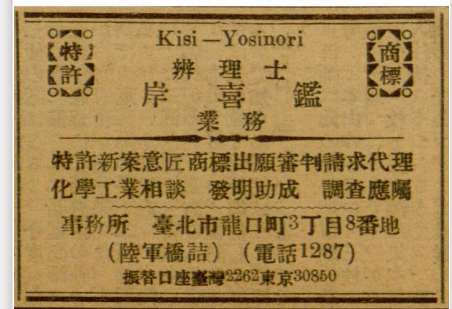 Kisi—Yosinori
特許
商標
辨理士
岸喜鑑
業務
特許新案意匠商標出願審判請求代理
化學工業相談 發明助成 調査應囑
事務所 臺北市龍口町3丁目8番地
(陸軍橋詰) (電話1287)
振替口座臺灣2262東京30850